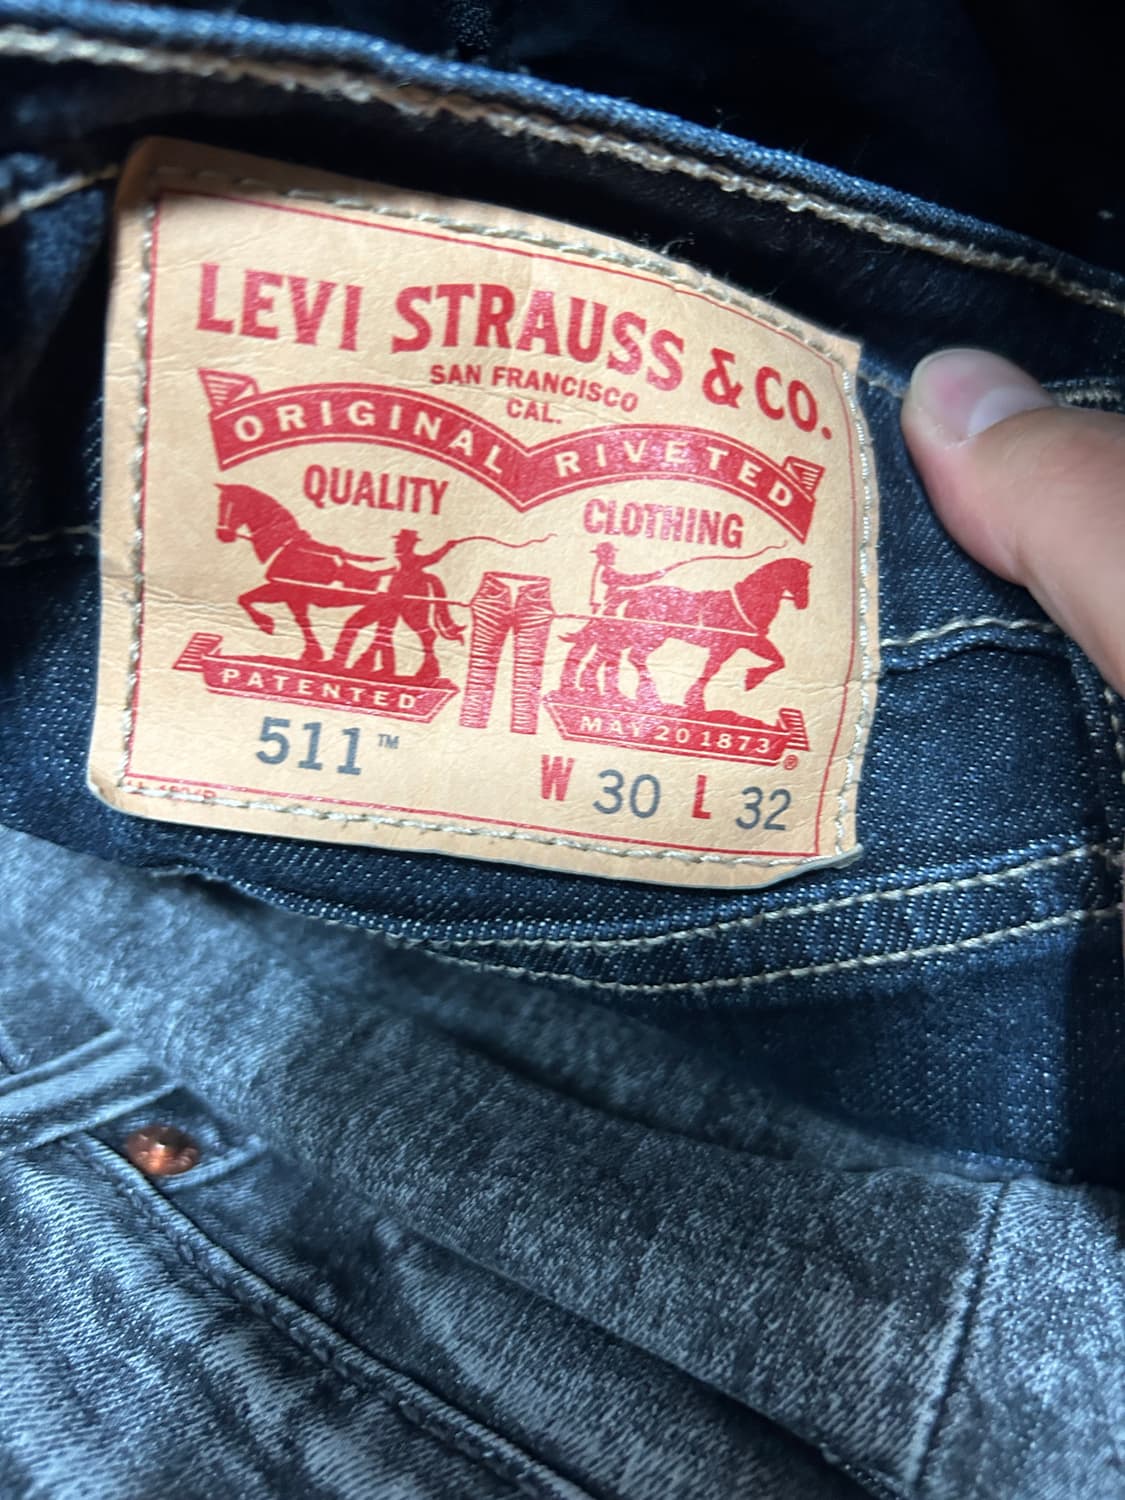 LEVI STRAUSS & CO.
SAN FRANCISCO
CAL.
ORIGINAL RIVETED
QUALITY CLOTHING
PATENTED MAY 20 1873 ®
511™ W 30 L 32